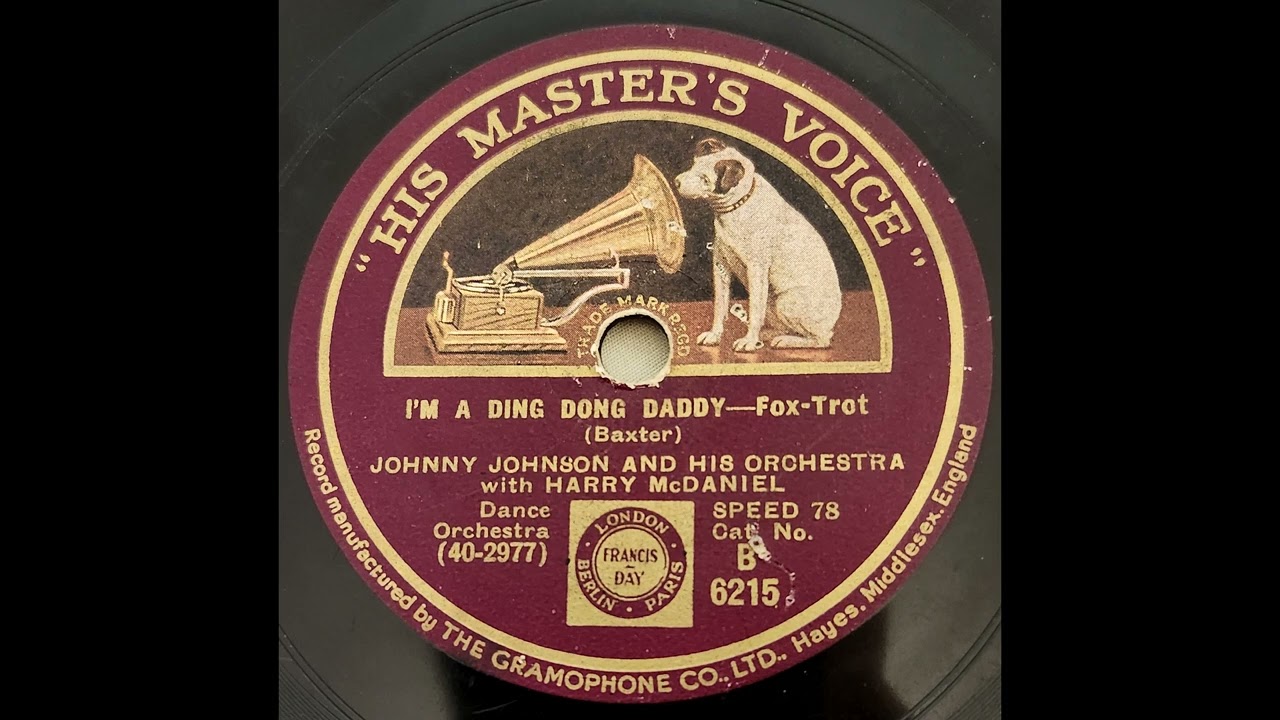 "HIS MASTER'S VOICE"
TRADE MARK REGD
I'M A DING DONG DADDY—Fox-Trot
(Baxter)
JOHNNY JOHNSON AND HIS ORCHESTRA
with HARRY McDANIEL
Dance
Orchestra
(40-2977)
LONDON
FRANCIS
DAY
BERLIN · PARIS
SPEED 78
Cat. No.
B
6215
Record manufactured by THE GRAMOPHONE CO., LTD., Hayes, Middlesex, England